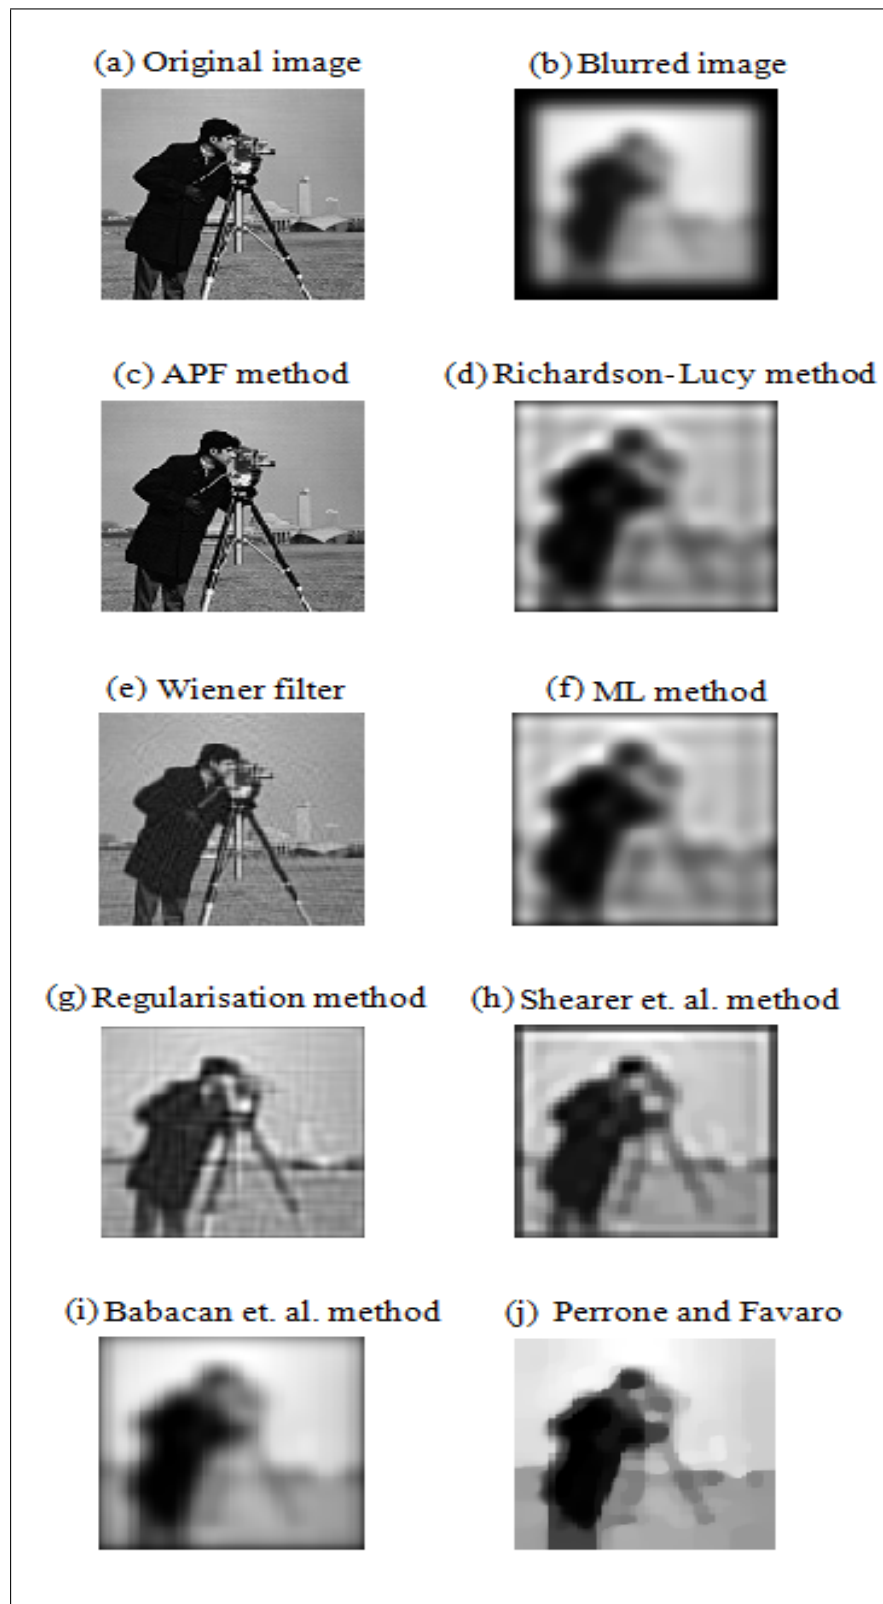 (a) Original image
(b) Blurred image
(c) APF method
(d) Richardson-Lucy method
(e) Wiener filter
(f) ML method
(g) Regularisation method
(h) Shearer et. al. method
(i) Babacan et. al. method
(j) Perrone and Favaro